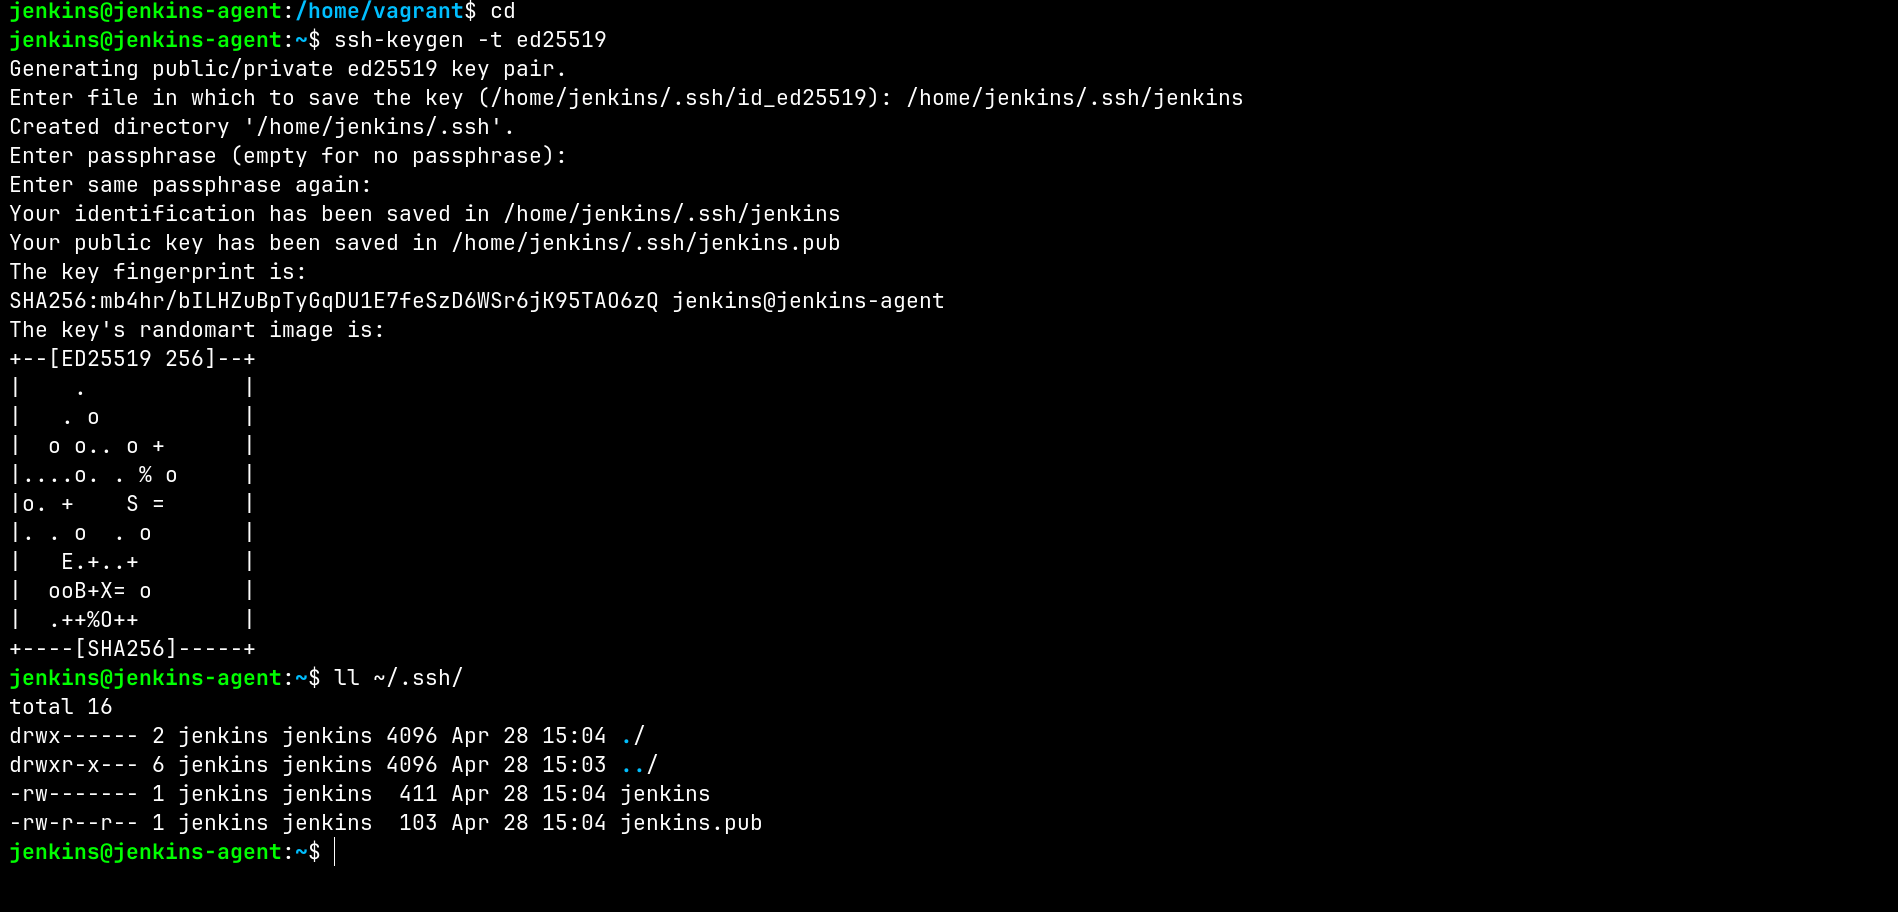 jenkins@jenkins-agent:/home/vagrant$ cd
jenkins@jenkins-agent:~$ ssh-keygen -t ed25519
Generating public/private ed25519 key pair.
Enter file in which to save the key (/home/jenkins/.ssh/id_ed25519): /home/jenkins/.ssh/jenkins
Created directory '/home/jenkins/.ssh'.
Enter passphrase (empty for no passphrase):
Enter same passphrase again:
Your identification has been saved in /home/jenkins/.ssh/jenkins
Your public key has been saved in /home/jenkins/.ssh/jenkins.pub
The key fingerprint is:
SHA256:mb4hr/bILHZuBpTyGqDU1E7feSzD6WSr6jK95TAO6zQ jenkins@jenkins-agent
The key's randomart image is:
+--[ED25519 256]--+
|    .            |
|   . o           |
|  o o.. o +      |
|....o. . % o     |
|o. +    S =      |
|. . o  . o       |
|   E.+..+        |
|  ooB+X= o       |
|  .++%O++        |
+----[SHA256]-----+
jenkins@jenkins-agent:~$ ll ~/.ssh/
total 16
drwx------ 2 jenkins jenkins 4096 Apr 28 15:04 ./
drwxr-x--- 6 jenkins jenkins 4096 Apr 28 15:03 ../
-rw------- 1 jenkins jenkins  411 Apr 28 15:04 jenkins
-rw-r--r-- 1 jenkins jenkins  103 Apr 28 15:04 jenkins.pub
jenkins@jenkins-agent:~$